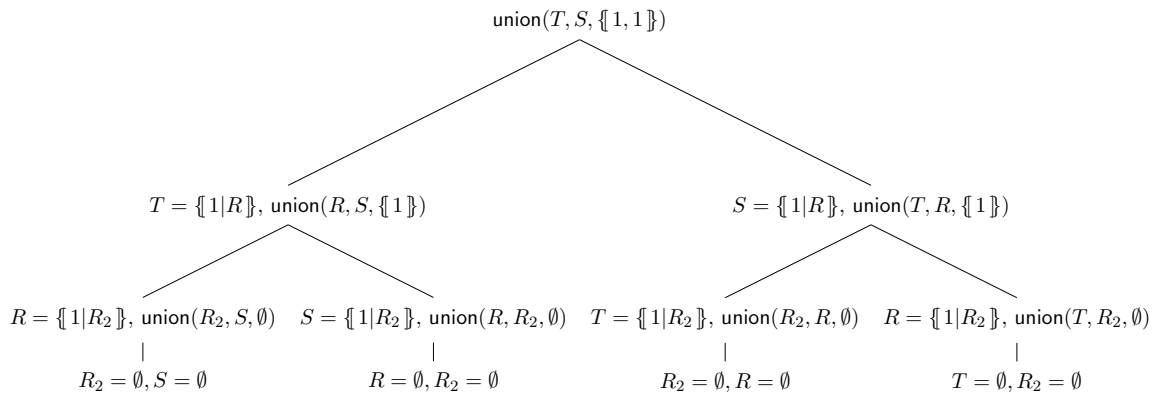 union(T, S, {[ 1, 1 ]})
T = {[ 1|R ]}, union(R, S, {[ 1 ]})
S = {[ 1|R ]}, union(T, R, {[ 1 ]})
R = {[ 1|R₂ ]}, union(R₂, S, ∅)
S = {[ 1|R₂ ]}, union(R, R₂, ∅)
T = {[ 1|R₂ ]}, union(R₂, R, ∅)
R = {[ 1|R₂ ]}, union(T, R₂, ∅)
R₂ = ∅, S = ∅
R = ∅, R₂ = ∅
R₂ = ∅, R = ∅
T = ∅, R₂ = ∅